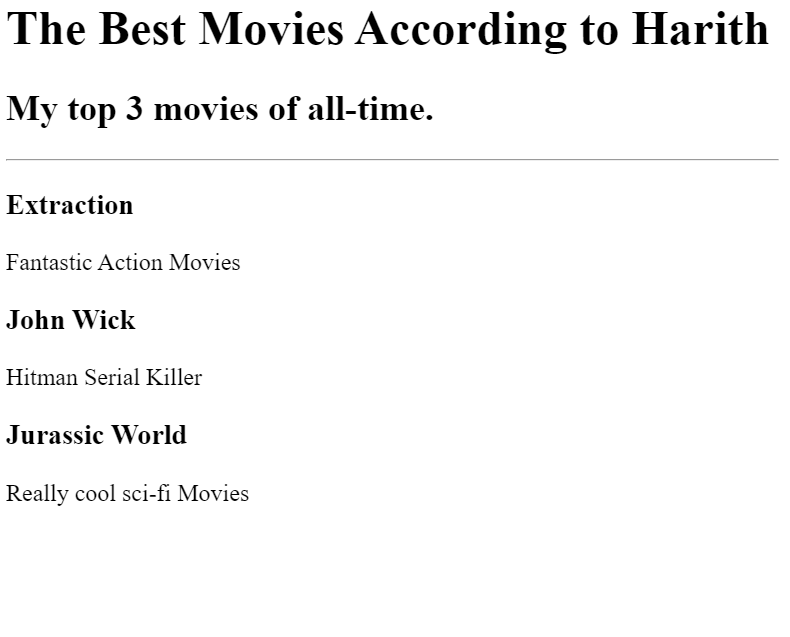 The Best Movies According to Harith
My top 3 movies of all-time.
Extraction
Fantastic Action Movies
John Wick
Hitman Serial Killer
Jurassic World
Really cool sci-fi Movies